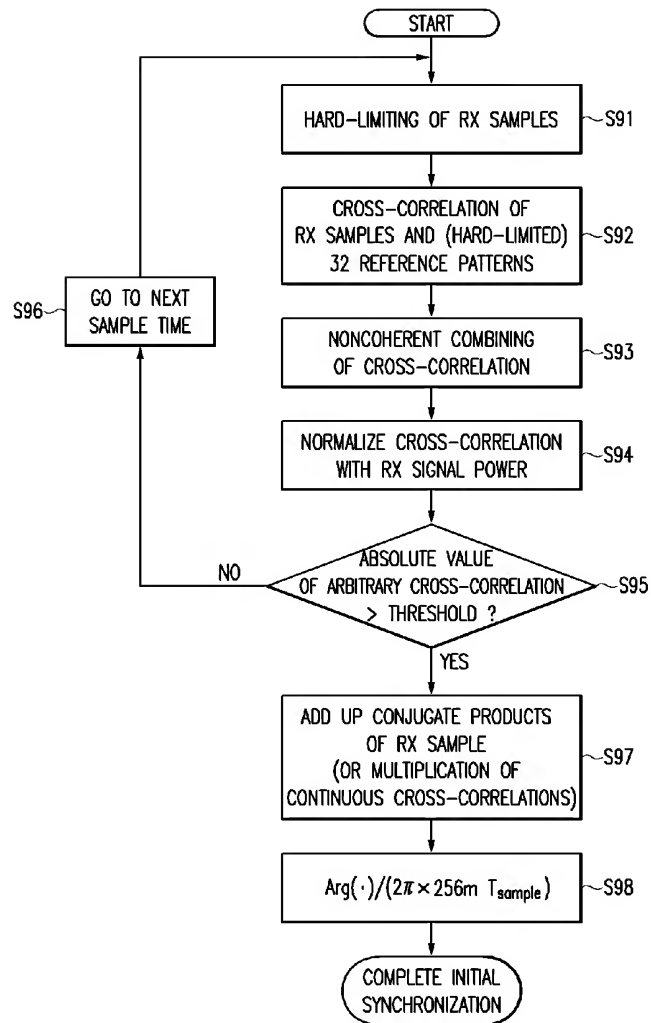 START
HARD-LIMITING OF RX SAMPLES
S91
CROSS-CORRELATION OF
RX SAMPLES AND (HARD-LIMITED)
32 REFERENCE PATTERNS
S92
S96
GO TO NEXT
SAMPLE TIME
NONCOHERENT COMBINING
OF CROSS-CORRELATION
S93
NORMALIZE CROSS-CORRELATION
WITH RX SIGNAL POWER
S94
NO
ABSOLUTE VALUE
OF ARBITRARY CROSS-CORRELATION
> THRESHOLD ?
S95
YES
ADD UP CONJUGATE PRODUCTS
OF RX SAMPLE
(OR MULTIPLICATION OF
CONTINUOUS CROSS-CORRELATIONS)
S97
Arg(·)/(2π×256m Tsample)
S98
COMPLETE INITIAL
SYNCHRONIZATION